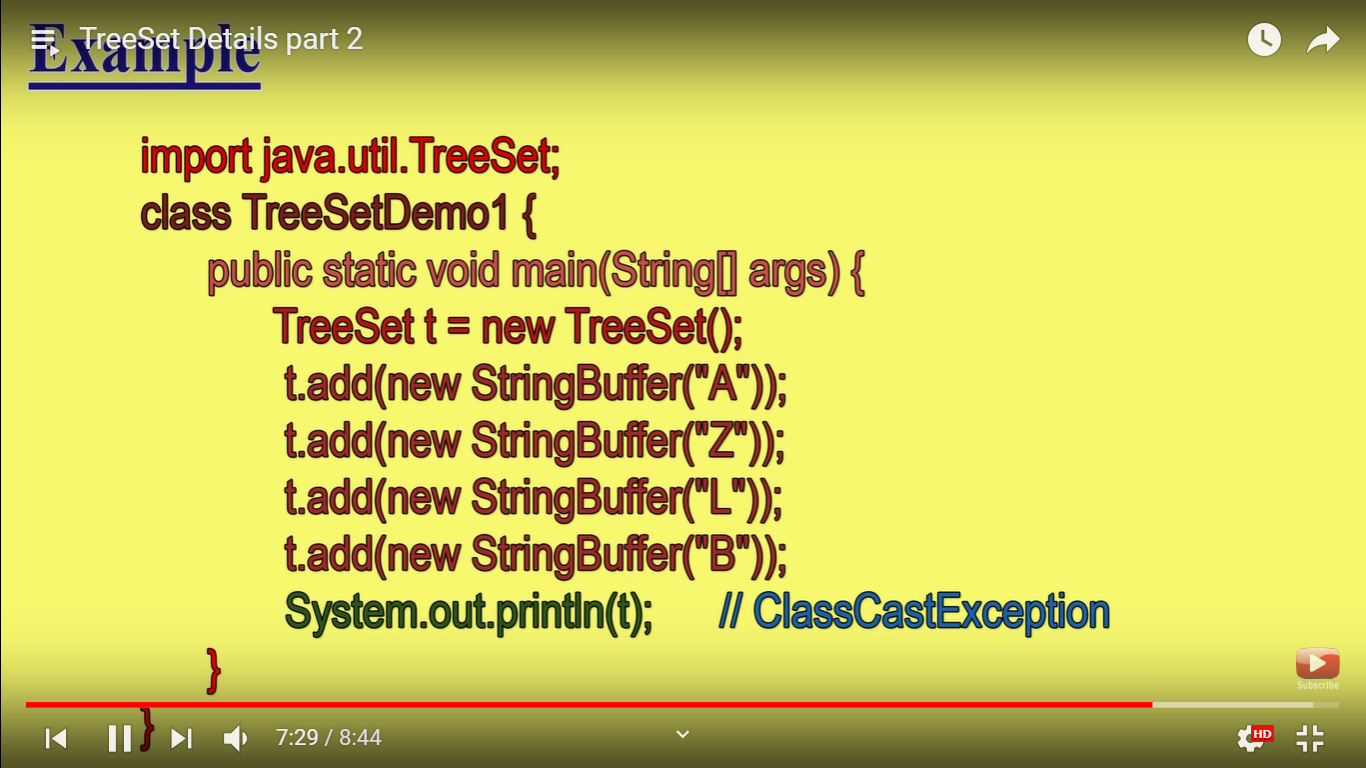 TreeSet Details part 2
Example
import java.util.TreeSet;
class TreeSetDemo1 {
public static void main(String[] args) {
TreeSet t = new TreeSet();
t.add(new StringBuffer("A"));
t.add(new StringBuffer("Z"));
t.add(new StringBuffer("L"));
t.add(new StringBuffer("B"));
System.out.println(t); // ClassCastException
}
}
Subscribe
7:29 / 8:44
HD